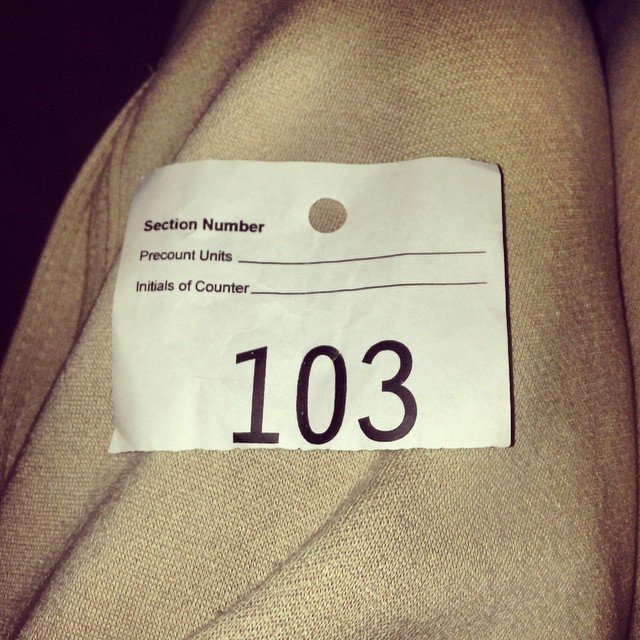 Section Number
Precount Units
Initials of Counter
103